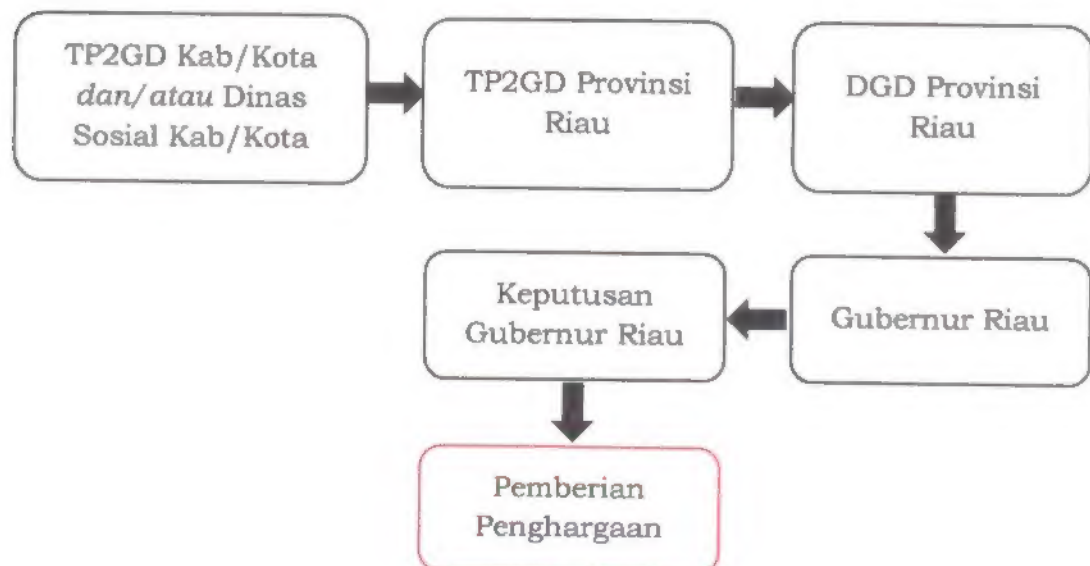 TP2GD Kab/Kota
dan/atau Dinas
Sosial Kab/Kota
TP2GD Provinsi
Riau
DGD Provinsi
Riau
Gubernur Riau
Keputusan
Gubernur Riau
Pemberian
Penghargaan